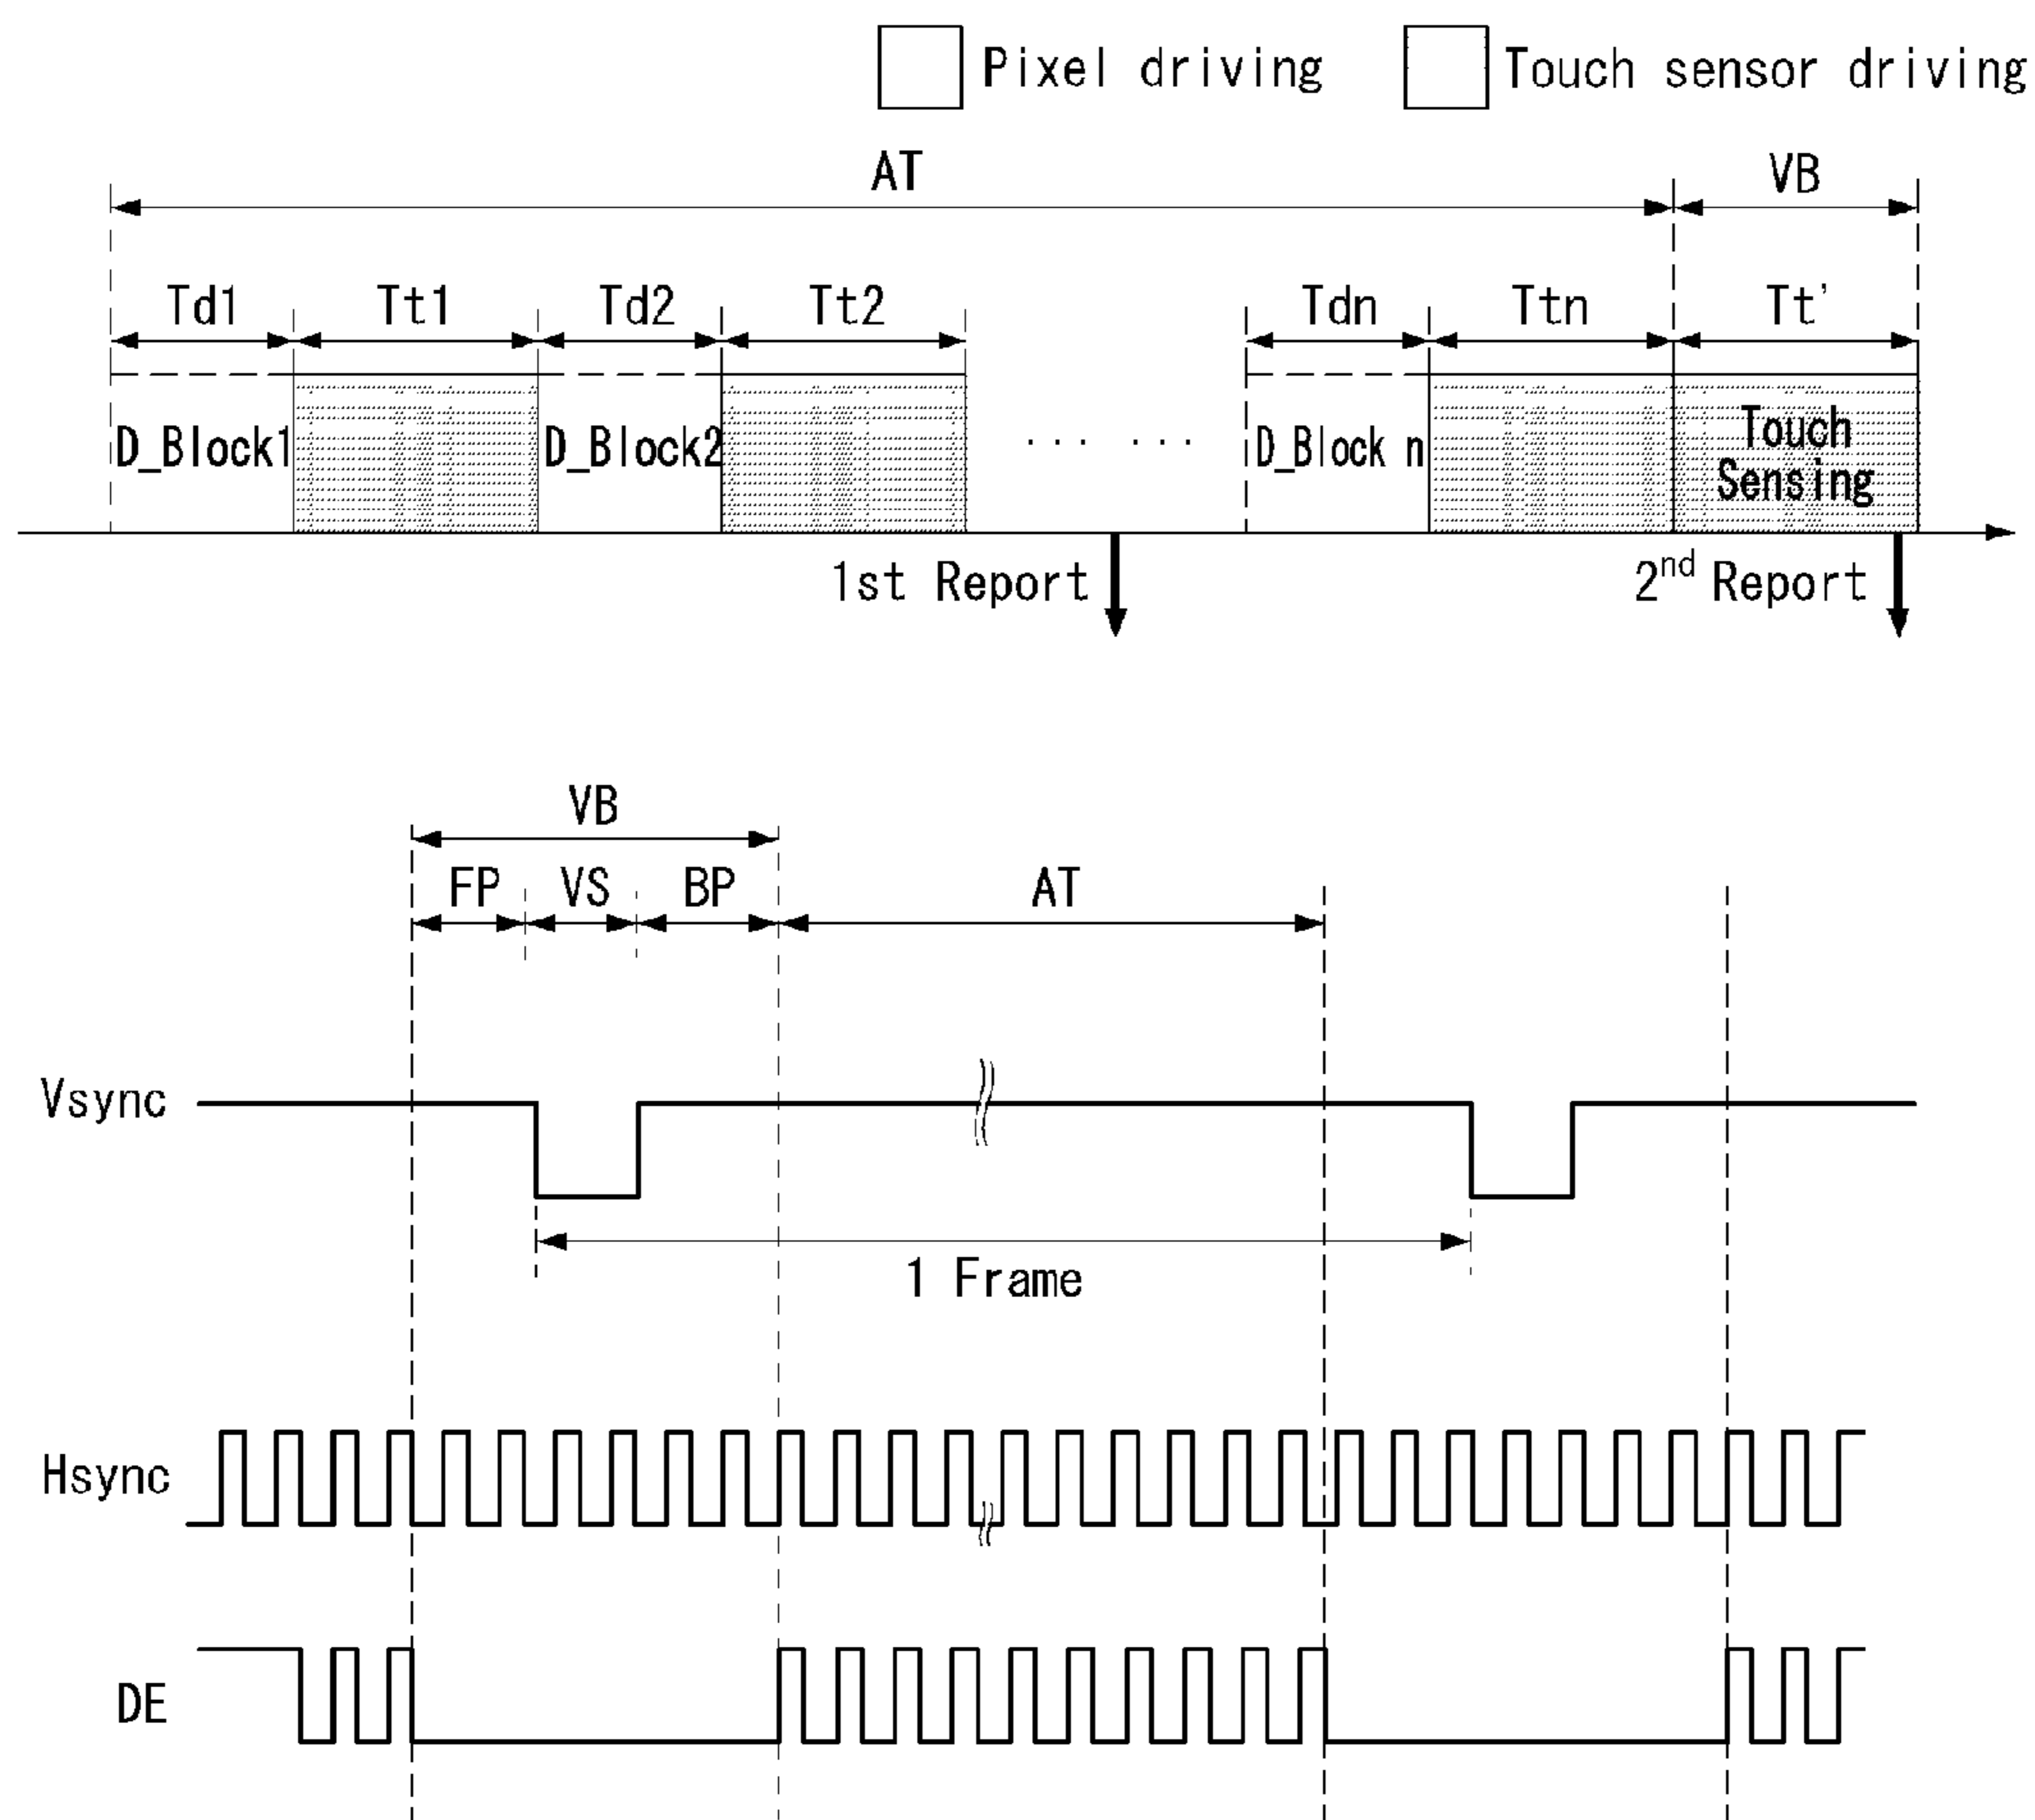 Pixel driving Touch sensor driving
AT VB
Td1 Tt1 Td2 Tt2 Tdn Ttn Tt'
D_Block1 D_Block2 ... ... D_Block n Touch
Sensing
1st Report 2nd Report
VB
FP VS BP AT
Vsync
1 Frame
Hsync
DE